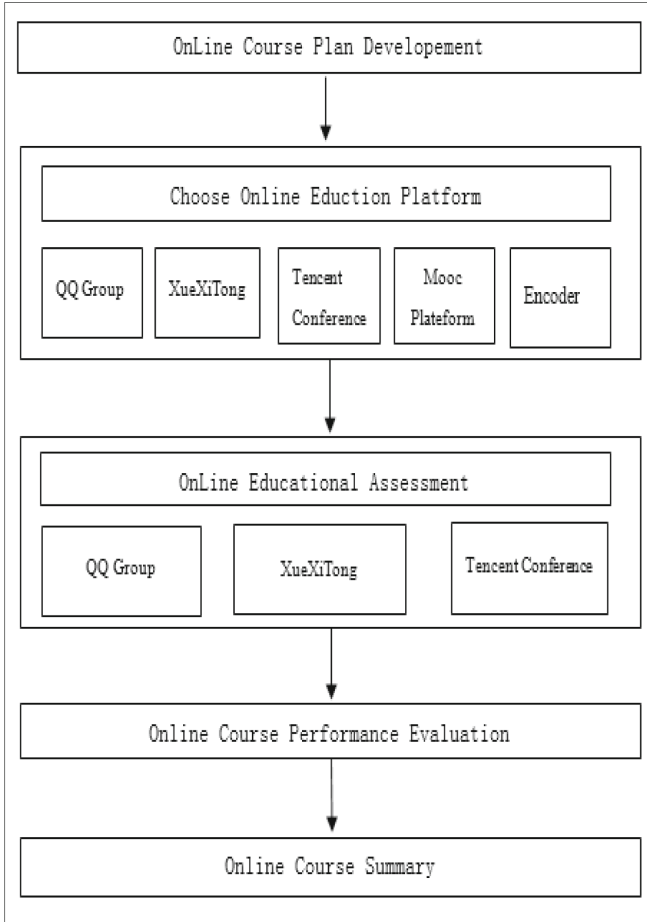 OnLine Course Plan Developement
Choose Online Eduction Platform
QQ Group
XueXiTong
Tencent
Conference
Mooc
Plateform
Encoder
OnLine Educational Assessment
QQ Group
XueXiTong
Tencent Conference
Online Course Performance Evaluation
Online Course Summary